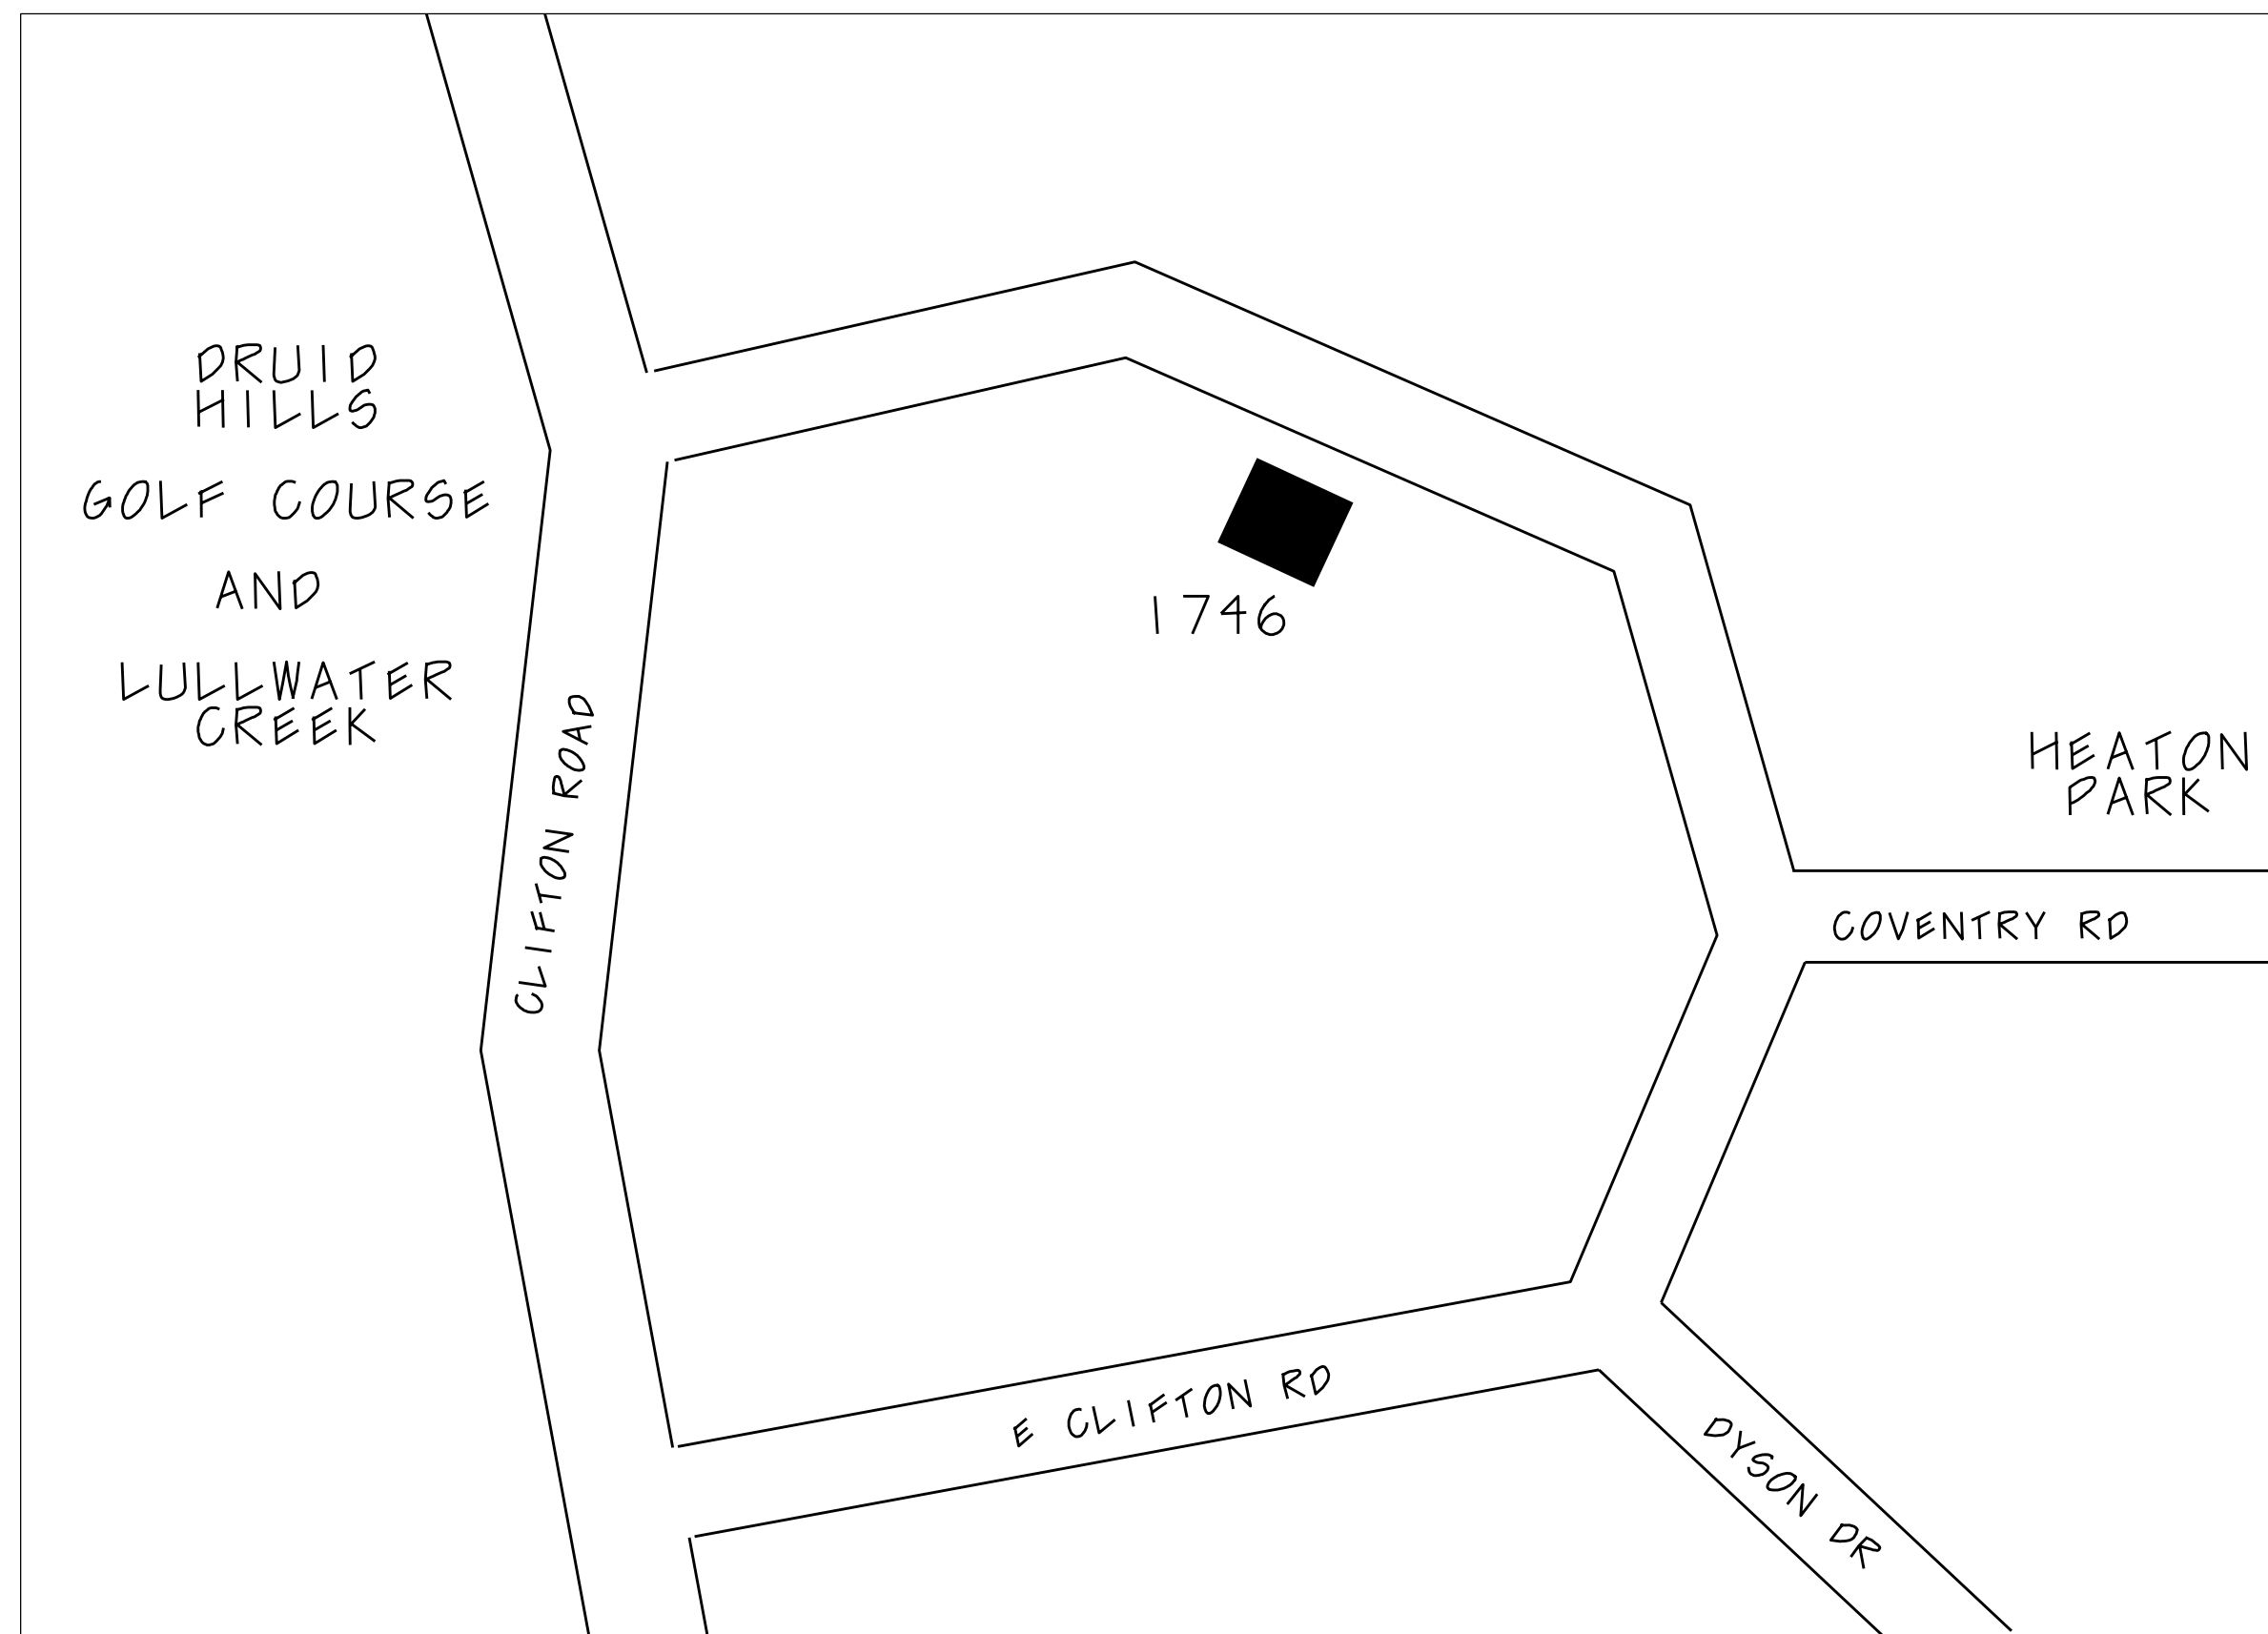 DRUID
HILLS
GOLF COURSE
AND
LULLWATER
CREEK
1746
CLIFTON ROAD
HEATON
PARK
COVENTRY RD
E CLIFTON RD
DYSON DR